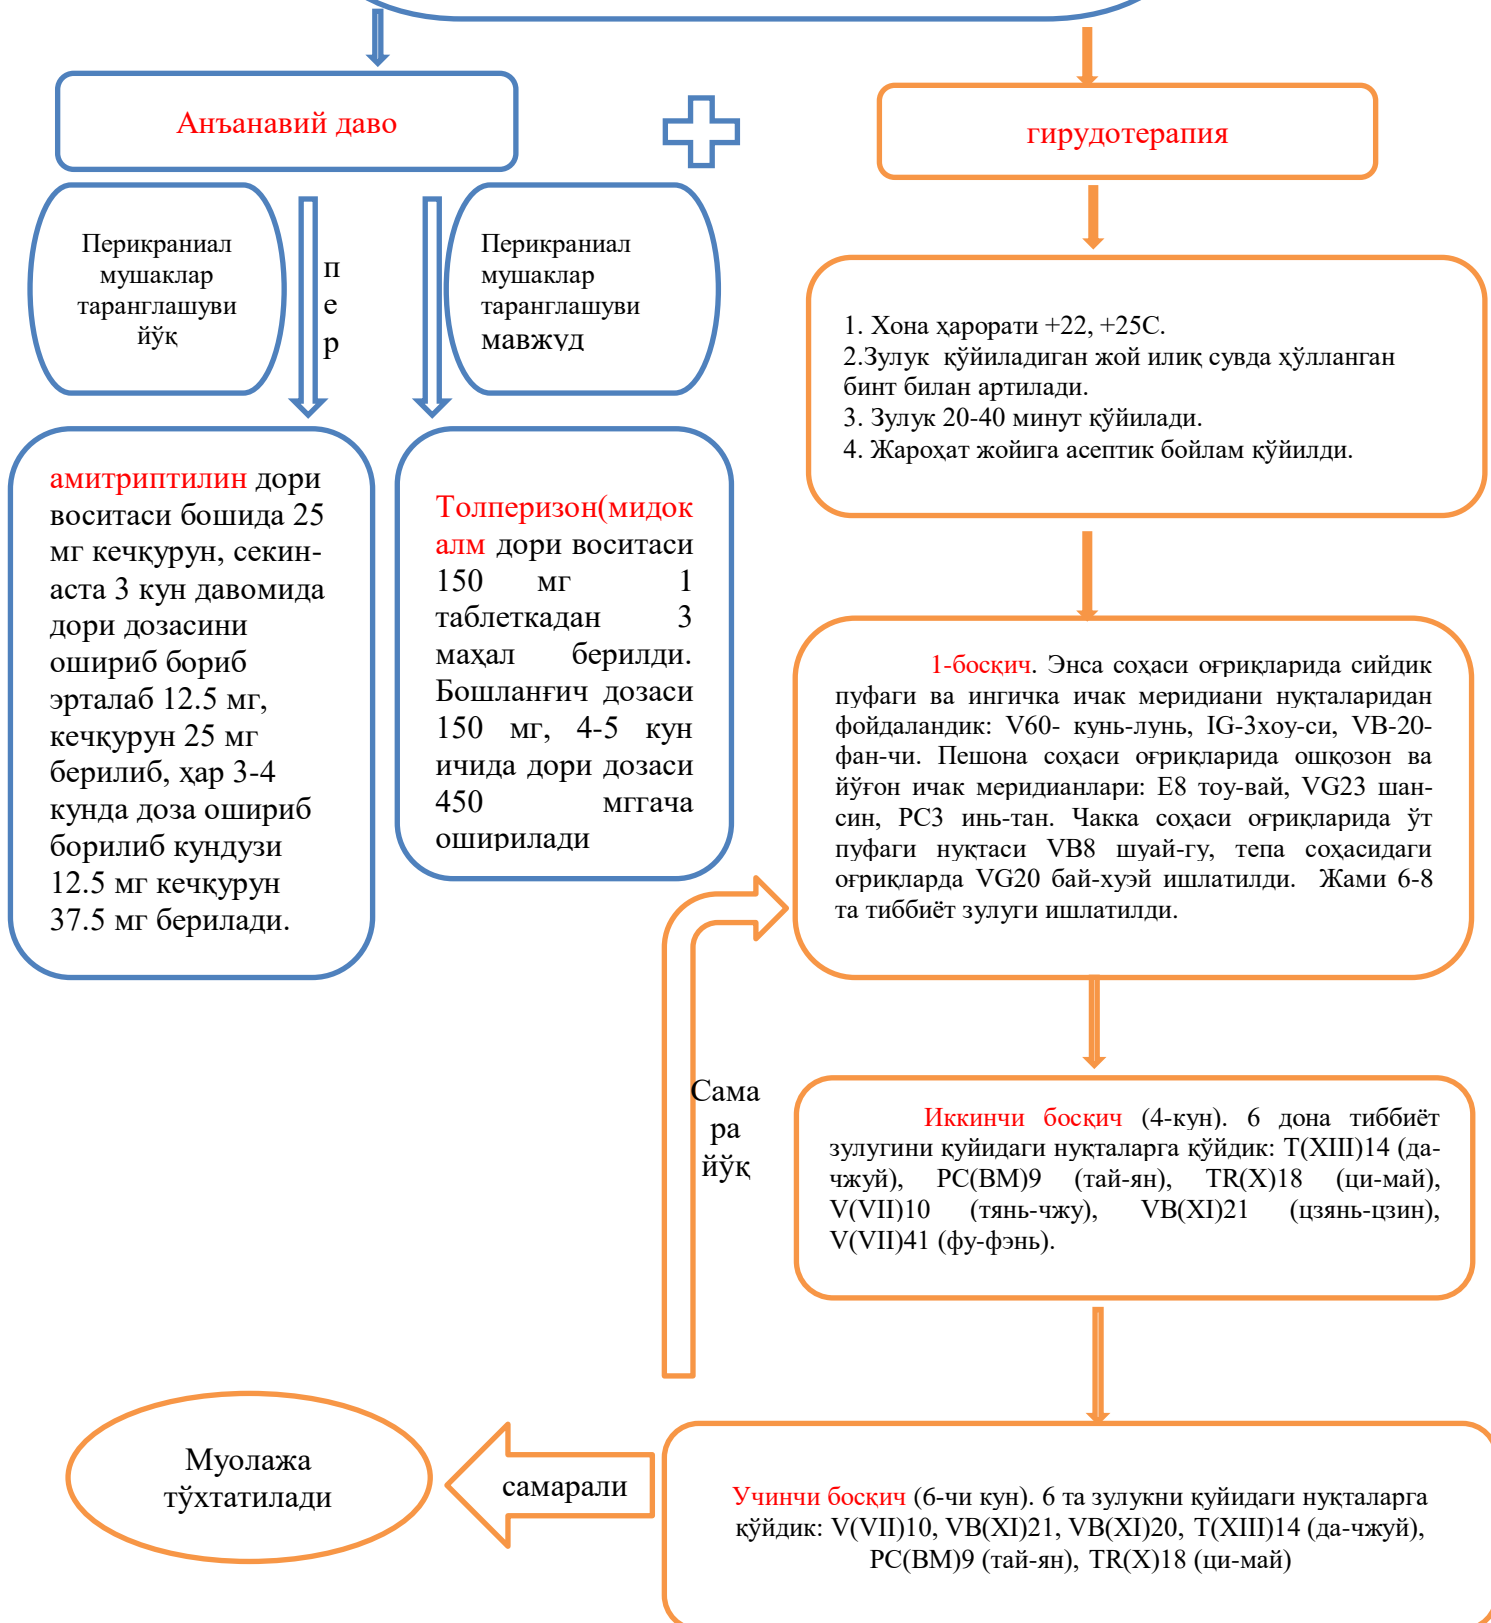 Анъанавий даво
гирудотерапия
Перикраниал
мушаклар
таранглашуви
йўқ
п
е
р
Перикраниал
мушаклар
таранглашуви
мавжуд
1. Хона ҳарорати +22, +25С.
2.Зулук қўйиладиган жой илиқ сувда ҳўлланган
бинт билан артилади.
3. Зулук 20-40 минут қўйилади.
4. Жароҳат жойига асептик бойлам қўйилди.
амитриптилин дори
воситаси бошида 25
мг кечқурун, секин-
аста 3 кун давомида
дори дозасини
ошириб бориб
эрталаб 12.5 мг,
кечқурун 25 мг
берилиб, ҳар 3-4
кунда доза ошириб
борилиб кундузи
12.5 мг кечқурун
37.5 мг берилади.
Толперизон(мидок
алм дори воситаси
150 мг 1
таблеткадан 3
маҳал берилди.
Бошланғич дозаси
150 мг, 4-5 кун
ичида дори дозаси
450 мггача
оширилади
1-босқич. Энса соҳаси оғриқларида сийдик
пуфаги ва ингичка ичак меридиани нуқталаридан
фойдаландик: V60- кунь-лунь, IG-3хоу-си, VB-20-
фан-чи. Пешона соҳаси оғриқларида ошқозон ва
йўғон ичак меридианлари: E8 тоу-вай, VG23 шан-
син, PC3 инь-тан. Чакка соҳаси оғриқларида ўт
пуфаги нуқтаси VB8 шуай-гу, тепа соҳасидаги
оғриқларда VG20 бай-хуэй ишлатилди. Жами 6-8
та тиббиёт зулуги ишлатилди.
Сама
ра
йўқ
Иккинчи босқич (4-кун). 6 дона тиббиёт
зулугини қуйидаги нуқталарга қўйдик: T(XIII)14 (да-
чжуй), PC(BM)9 (тай-ян), TR(X)18 (ци-май),
V(VII)10 (тянь-чжу), VB(XI)21 (цзянь-цзин),
V(VII)41 (фу-фэнь).
Муолажа
тўхтатилади
самарали
Учинчи босқич (6-чи кун). 6 та зулукни қуйидаги нуқталарга
қўйдик: V(VII)10, VB(XI)21, VB(XI)20, T(XIII)14 (да-чжуй),
PC(BM)9 (тай-ян), TR(X)18 (ци-май)